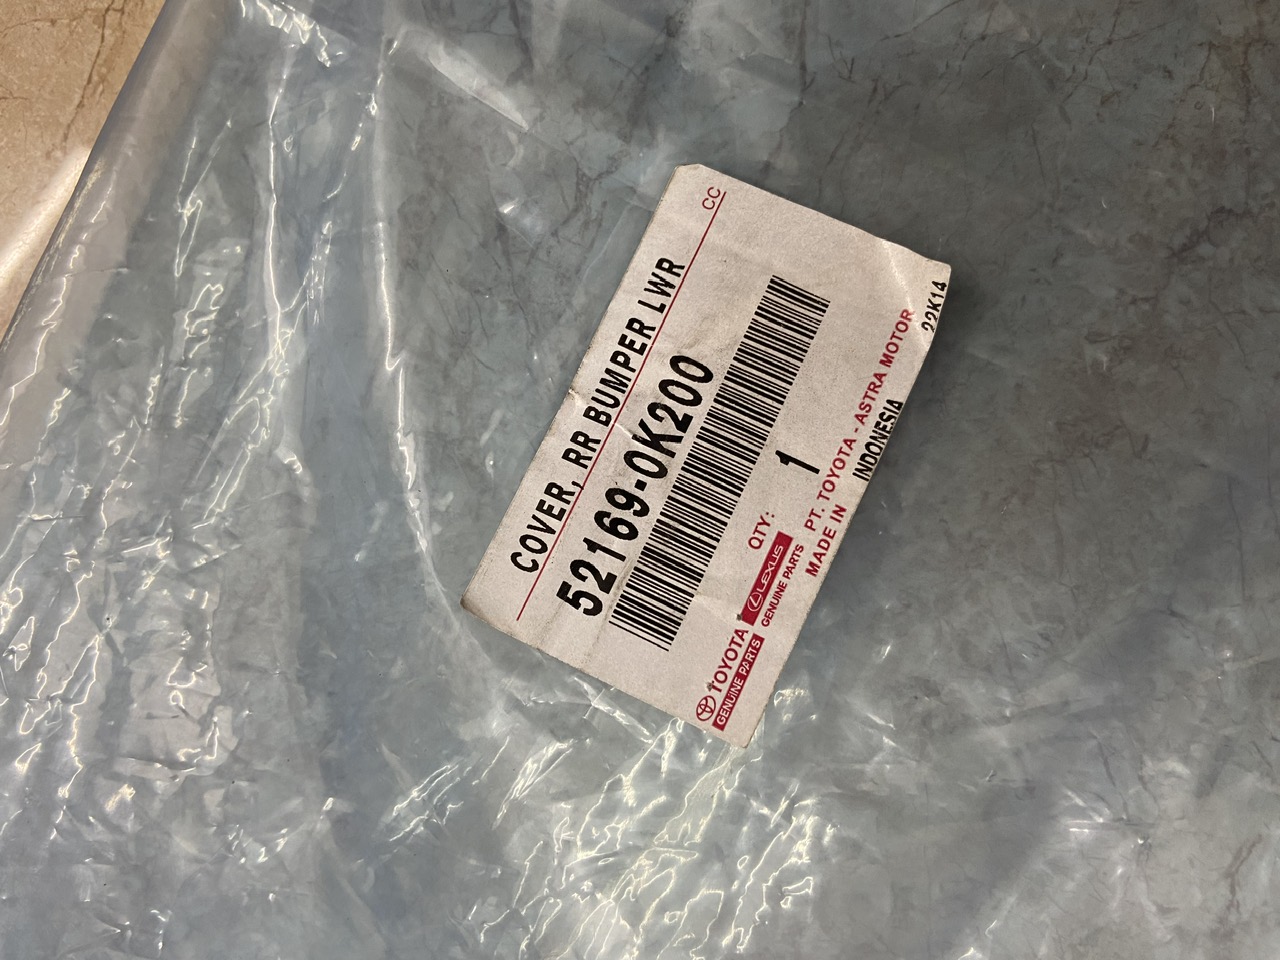 CC
COVER, RR BUMPER LWR
52169-0K200
QTY: 1
TOYOTA
GENUINE PARTS
LEXUS
GENUINE PARTS
PT. TOYOTA - ASTRA MOTOR
MADE IN INDONESIA
22K14